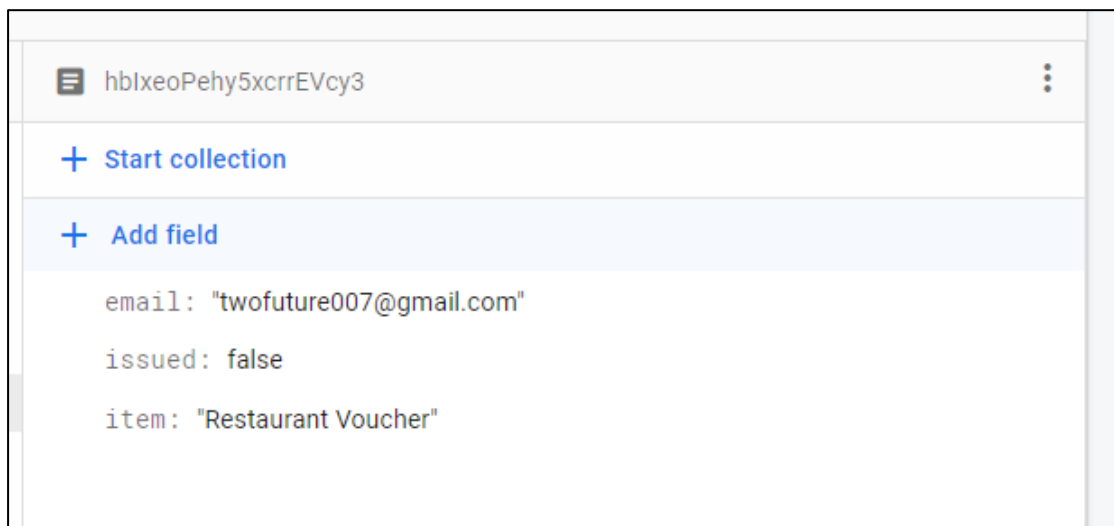 hbIxeoPehy5xcrrEVcy3
Start collection
Add field
email: "twofuture007@gmail.com"
issued: false
item: "Restaurant Voucher"